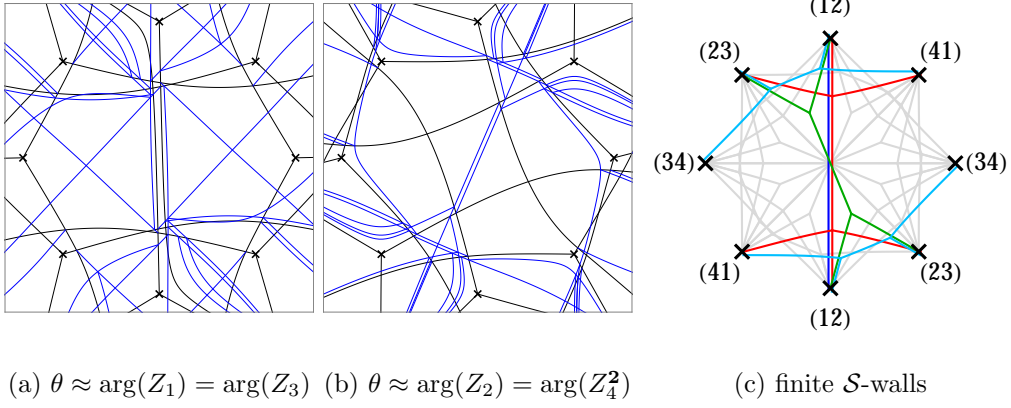 (12)
(23)
(41)
(34)
(34)
(41)
(23)
(12)
(a) θ ≈ arg(Z₁) = arg(Z₃)
(b) θ ≈ arg(Z₂) = arg(Z₄²)
(c) finite 𝒮-walls